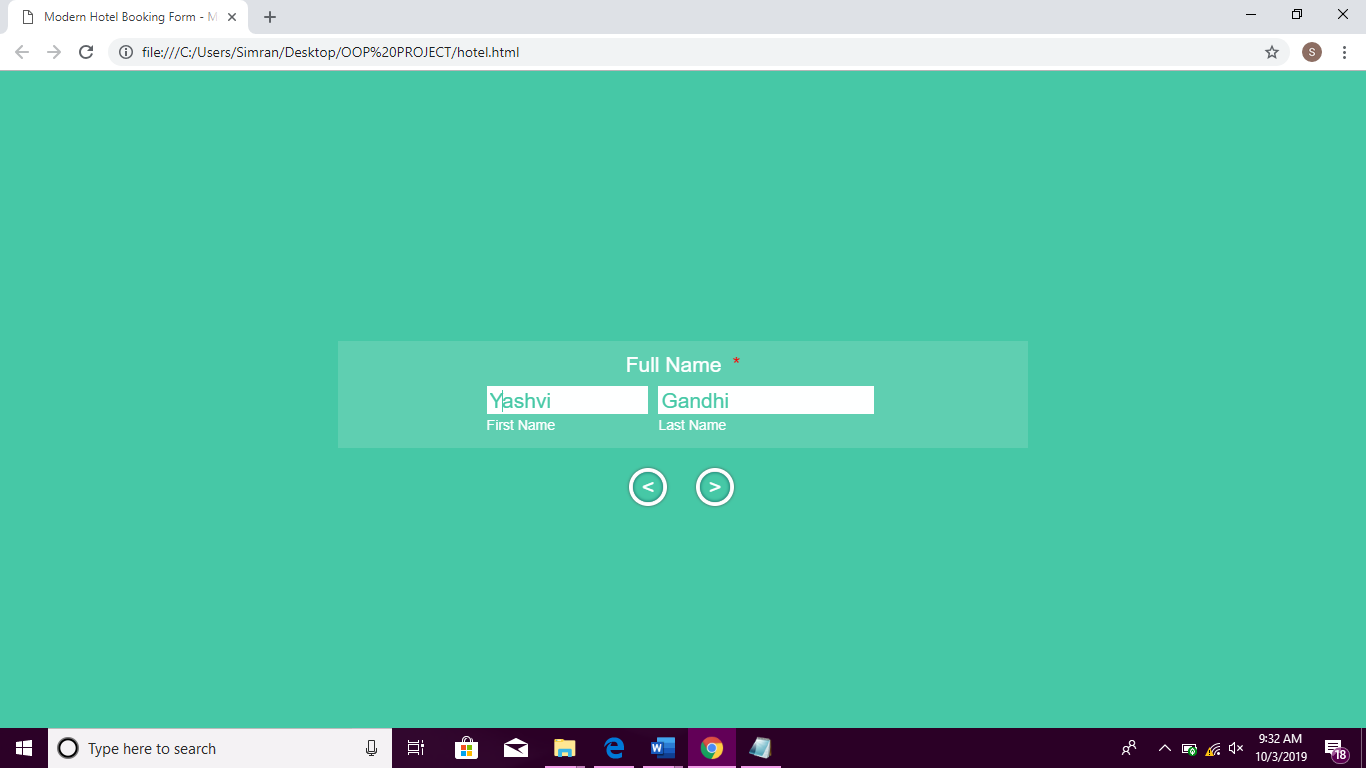 Modern Hotel Booking Form - M
file:///C:/Users/Simran/Desktop/OOP%20PROJECT/hotel.html
S
Full Name *
Yashvi Gandhi
First Name Last Name
< >
Type here to search
9:32 AM
10/3/2019
18